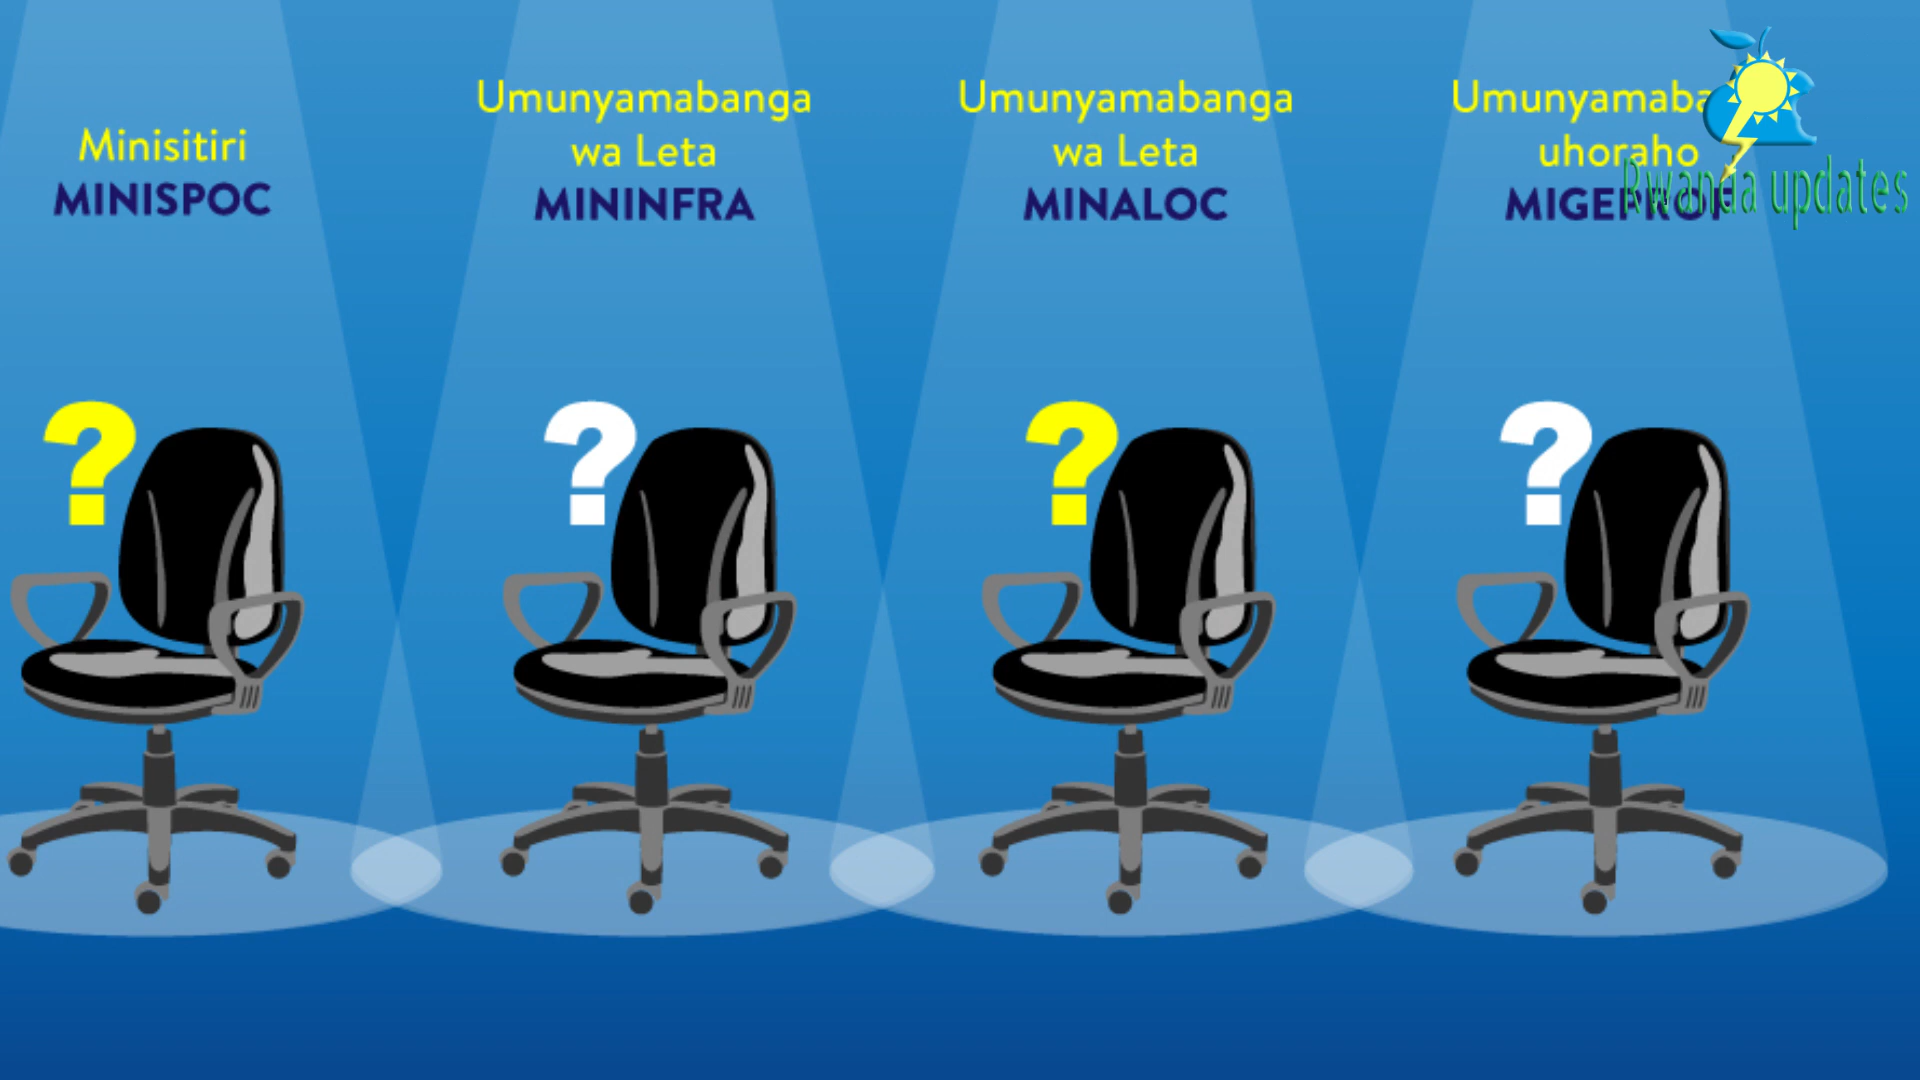 Minisitiri
MINISPOC
Umunyamabanga
wa Leta
MININFRA
Umunyamabanga
wa Leta
MINALOC
uhoraho
Rwanda updates
?
?
?
?